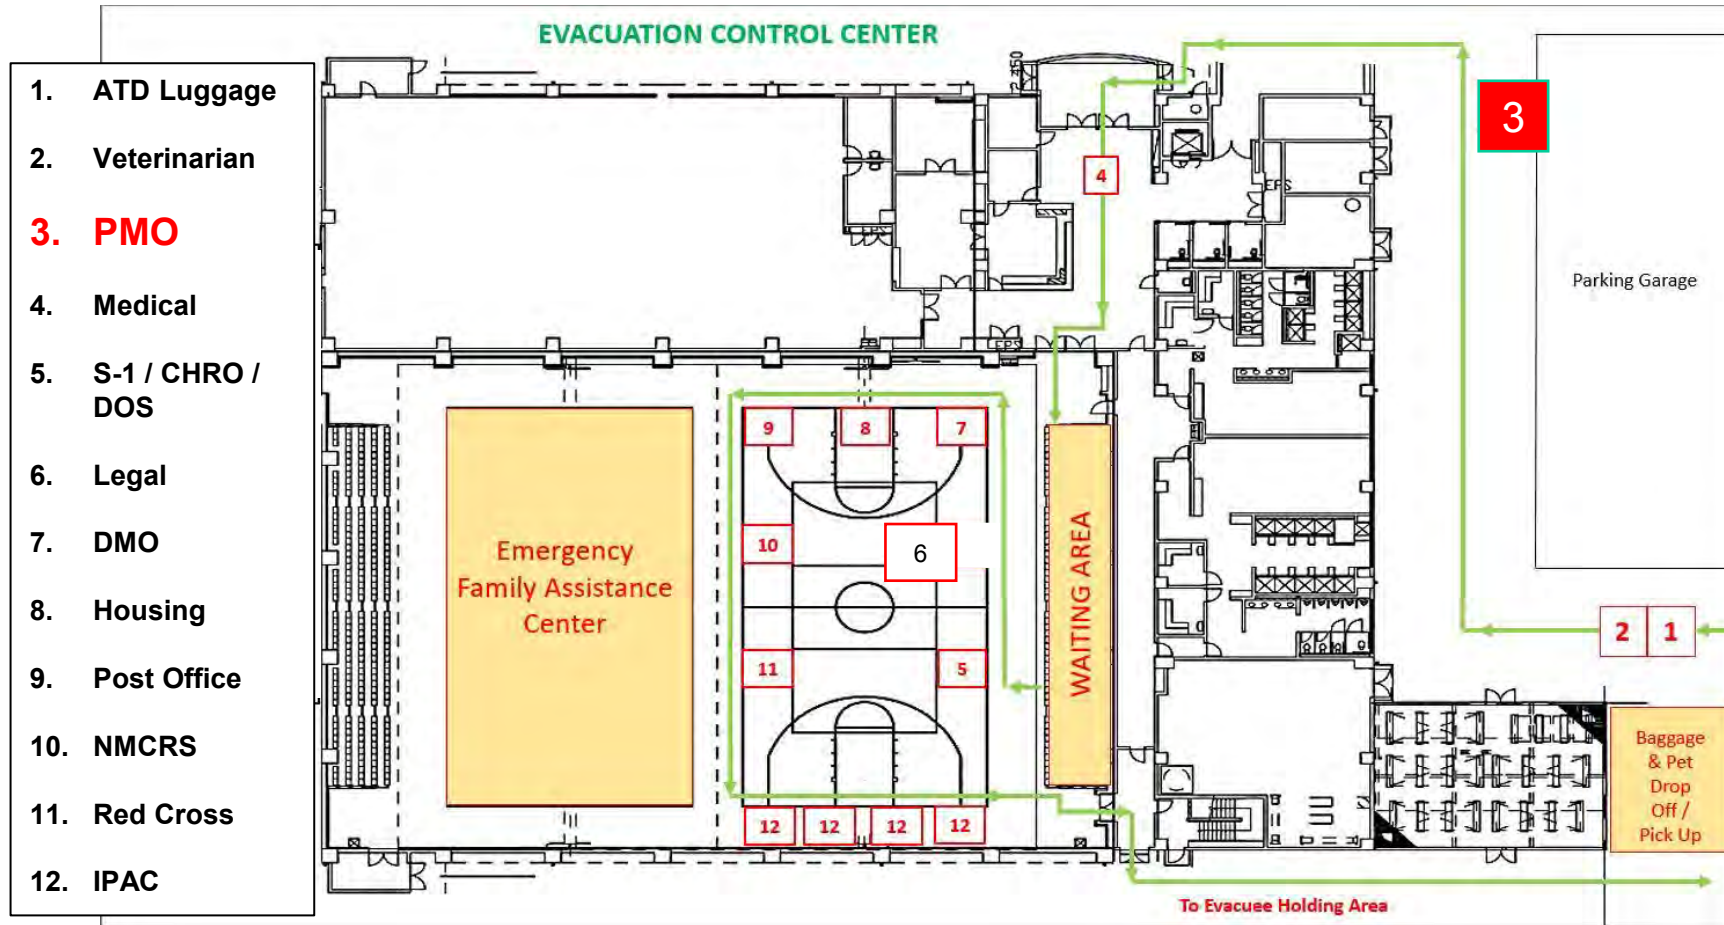 EVACUATION CONTROL CENTER
1. ATD Luggage
2. Veterinarian
3. PMO
4. Medical
5. S-1 / CHRO /
DOS
6. Legal
7. DMO
8. Housing
9. Post Office
10. NMCRS
11. Red Cross
12. IPAC
3
4
Parking Garage
EPS
EPS
9
8
7
10
6
11
5
Emergency
Family Assistance
Center
WAITING AREA
2
1
12
12
12
12
Baggage
& Pet
Drop
Off /
Pick Up
To Evacuee Holding Area